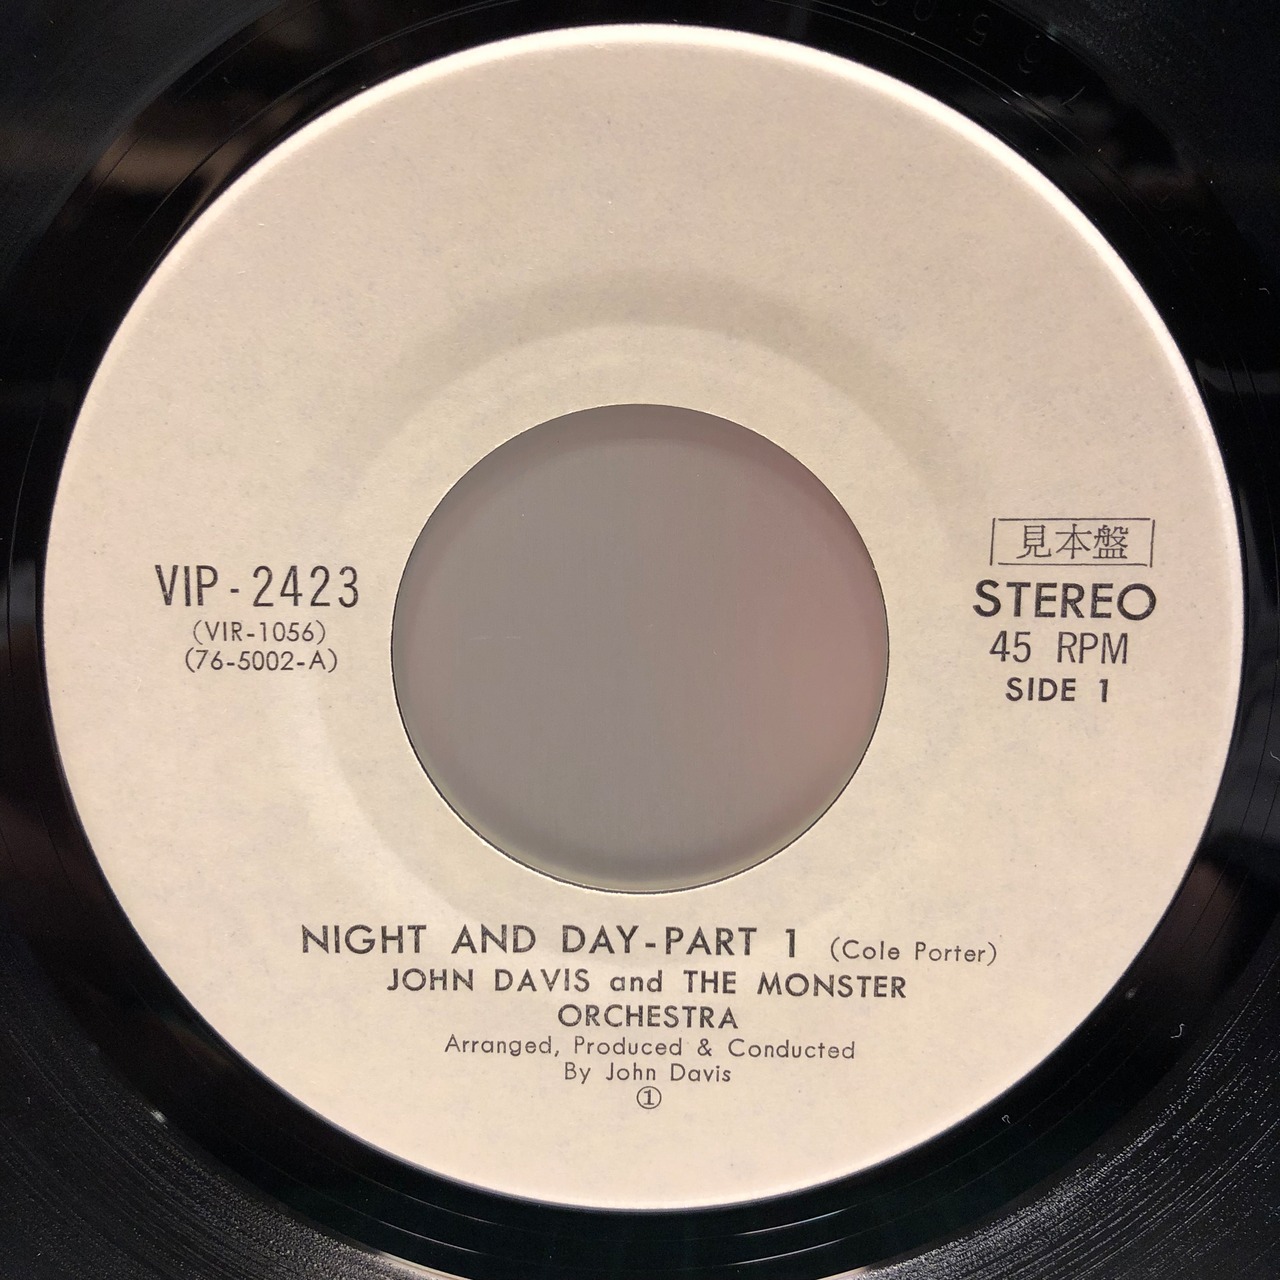 VIP-2423
(VIR-1056)
(76-5002-A)
見本盤
STEREO
45 RPM
SIDE 1
NIGHT AND DAY-PART 1 (Cole Porter)
JOHN DAVIS and THE MONSTER
ORCHESTRA
Arranged, Produced & Conducted
By John Davis
①